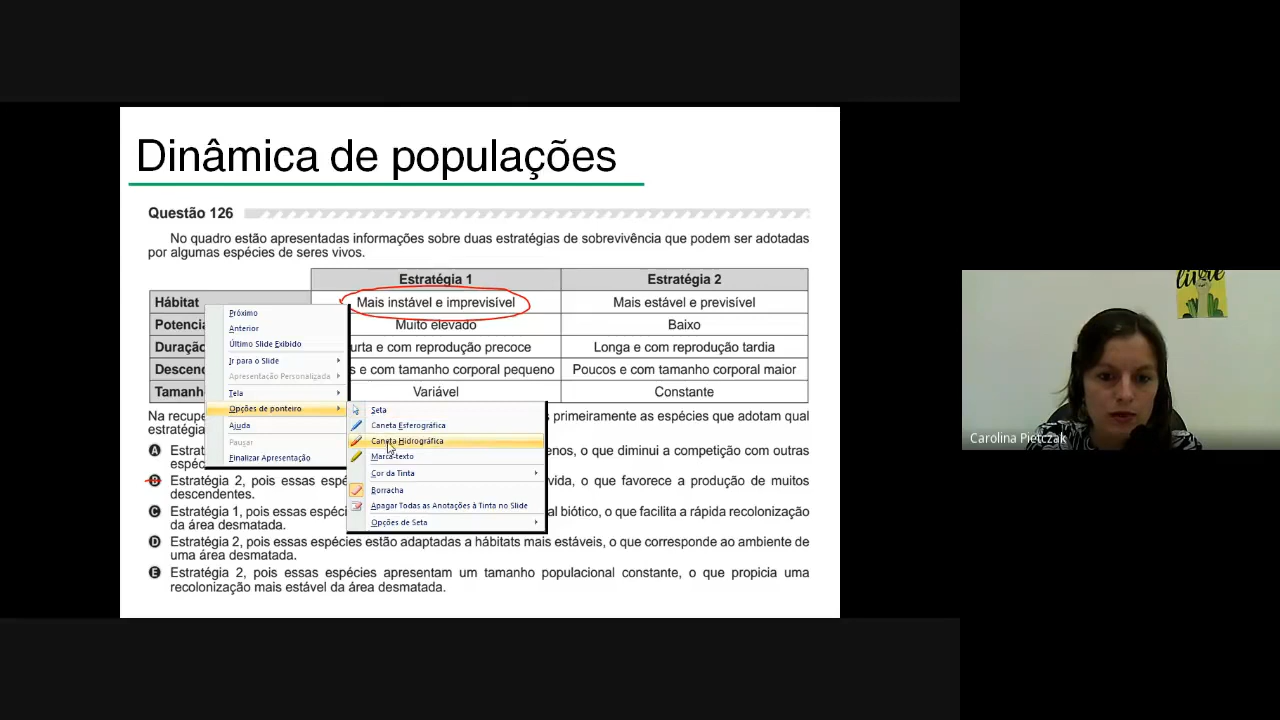 Dinâmica de populações
Questão 126
No quadro estão apresentadas informações sobre duas estratégias de sobrevivência que podem ser adotadas
por algumas espécies de seres vivos.
Estratégia 1 Estratégia 2
Hábitat Mais instável e imprevisível Mais estável e previsível
Potencia Muito elevado Baixo
Duração urta e com reprodução precoce Longa e com reprodução tardia
Descend s e com tamanho corporal pequeno Poucos e com tamanho corporal maior
Tamanh Variável Constante
Na recupe s primeiramente as espécies que adotam qual
estratégia
A Estrat enos, o que diminui a competição com outras
espéc
B Estratégia 2, pois essas espé vida, o que favorece a produção de muitos
descendentes.
C Estratégia 1, pois essas espéci al biótico, o que facilita a rápida recolonização
da área desmatada.
D Estratégia 2, pois essas espécies estão adaptadas a hábitats mais estáveis, o que corresponde ao ambiente de
uma área desmatada.
E Estratégia 2, pois essas espécies apresentam um tamanho populacional constante, o que propicia uma
recolonização mais estável da área desmatada.
Próximo
Anterior
Último Slide Exibido
Ir para o Slide
Apresentação Personalizada
Tela
Opções de ponteiro
Ajuda
Pausar
Finalizar Apresentação
Seta
Caneta Esferográfica
Caneta Hidrográfica
Marca-texto
Cor da Tinta
Borracha
Apagar Todas as Anotações à Tinta no Slide
Opções de Seta
livre
Carolina Pietczak